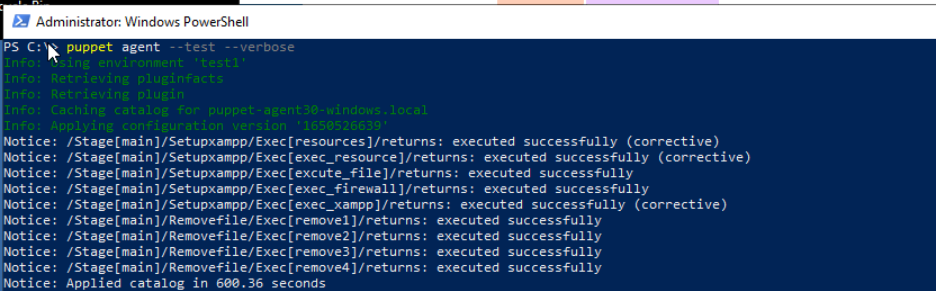 Administrator: Windows PowerShell
PS C:\> puppet agent --test --verbose
Info: Using environment 'test1'
Info: Retrieving pluginfacts
Info: Retrieving plugin
Info: Caching catalog for puppet-agent30-windows.local
Info: Applying configuration version '1650526639'
Notice: /Stage[main]/Setupxampp/Exec[resources]/returns: executed successfully (corrective)
Notice: /Stage[main]/Setupxampp/Exec[exec_resource]/returns: executed successfully (corrective)
Notice: /Stage[main]/Setupxampp/Exec[excute_file]/returns: executed successfully
Notice: /Stage[main]/Setupxampp/Exec[exec_firewall]/returns: executed successfully
Notice: /Stage[main]/Setupxampp/Exec[exec_xampp]/returns: executed successfully (corrective)
Notice: /Stage[main]/Removefile/Exec[remove1]/returns: executed successfully
Notice: /Stage[main]/Removefile/Exec[remove2]/returns: executed successfully
Notice: /Stage[main]/Removefile/Exec[remove3]/returns: executed successfully
Notice: /Stage[main]/Removefile/Exec[remove4]/returns: executed successfully
Notice: Applied catalog in 600.36 seconds